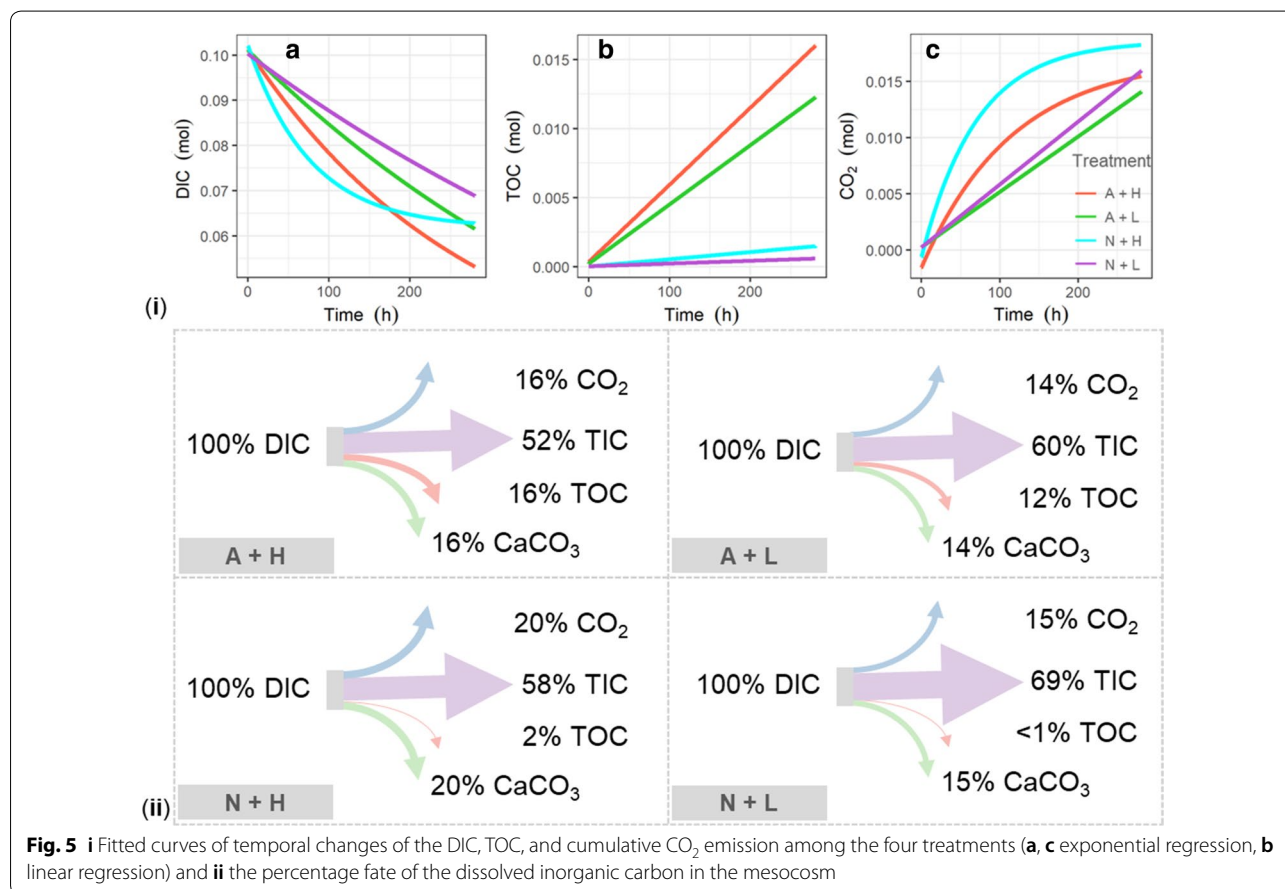 a
0.10
0.09
0.08
0.07
0.06
DIC (mol)
0 100 200
Time (h)
b
0.015
0.010
0.005
0.000
TOC (mol)
0 100 200
Time (h)
c
0.015
0.010
0.005
0.000
CO₂ (mol)
0 100 200
Time (h)
Treatment
A + H
A + L
N + H
N + L
(i)
100% DIC
16% CO₂
52% TIC
16% TOC
16% CaCO₃
A + H
100% DIC
14% CO₂
60% TIC
12% TOC
14% CaCO₃
A + L
100% DIC
20% CO₂
58% TIC
2% TOC
20% CaCO₃
N + H
100% DIC
15% CO₂
69% TIC
<1% TOC
15% CaCO₃
N + L
(ii)
Fig. 5 i Fitted curves of temporal changes of the DIC, TOC, and cumulative CO₂ emission among the four treatments (a, c exponential regression, b
linear regression) and ii the percentage fate of the dissolved inorganic carbon in the mesocosm